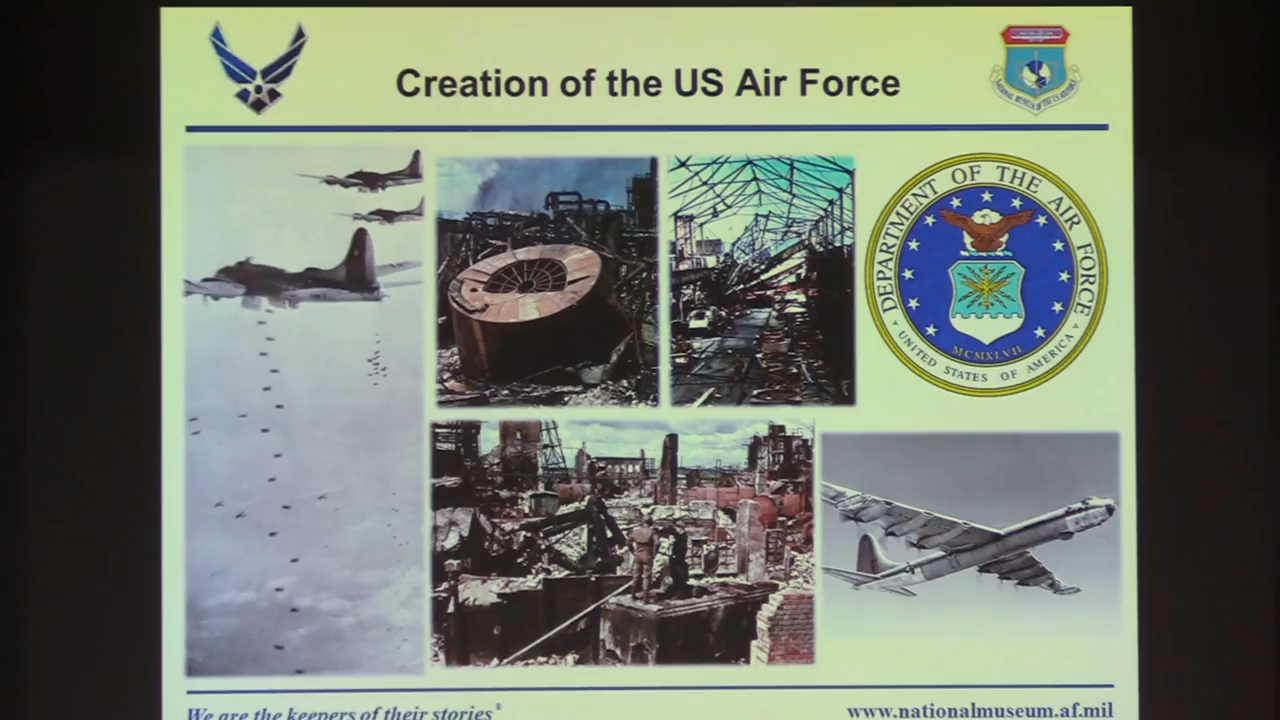 Creation of the US Air Force
DEPARTMENT OF THE AIR FORCE
MCMXLVII
UNITED STATES OF AMERICA
We are the keepers of their stories®
www.nationalmuseum.af.mil